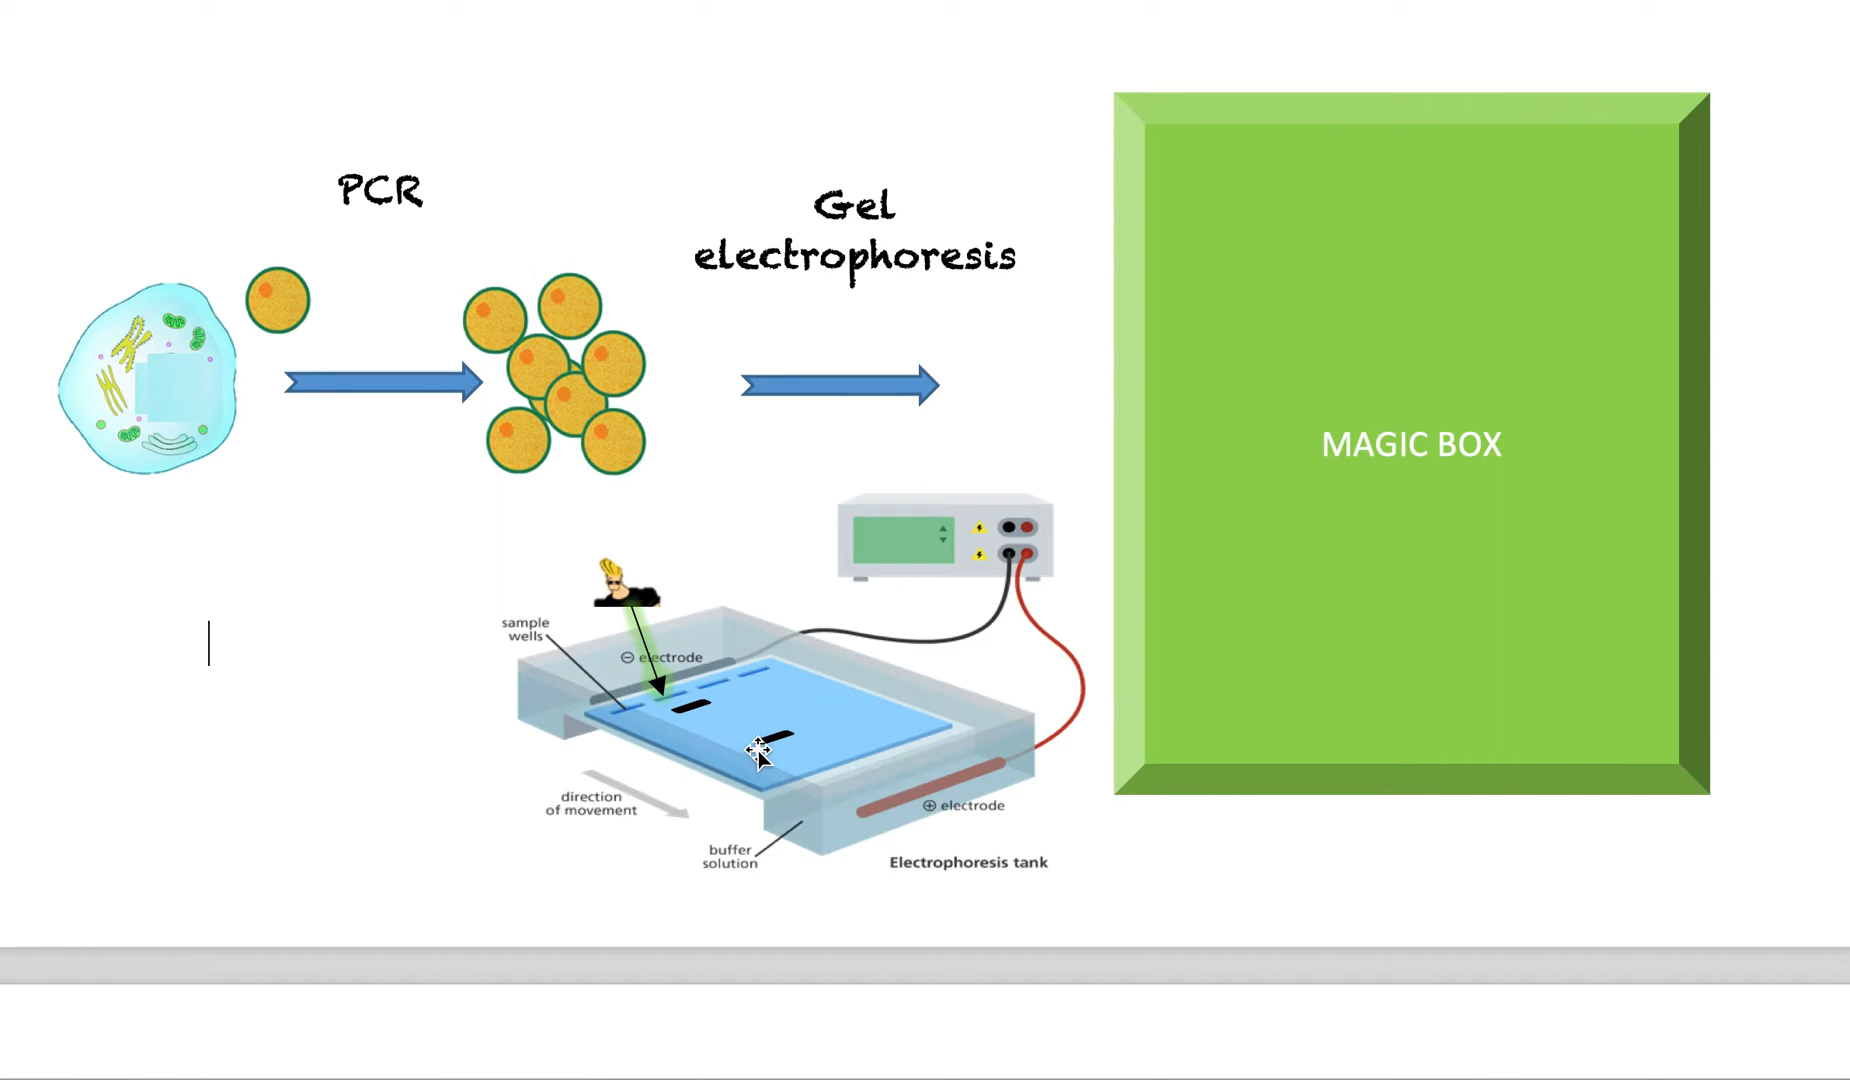 PCR
Gel
electrophoresis
MAGIC BOX
sample
wells
⊖ electrode
direction
of movement
⊕ electrode
buffer
solution
Electrophoresis tank